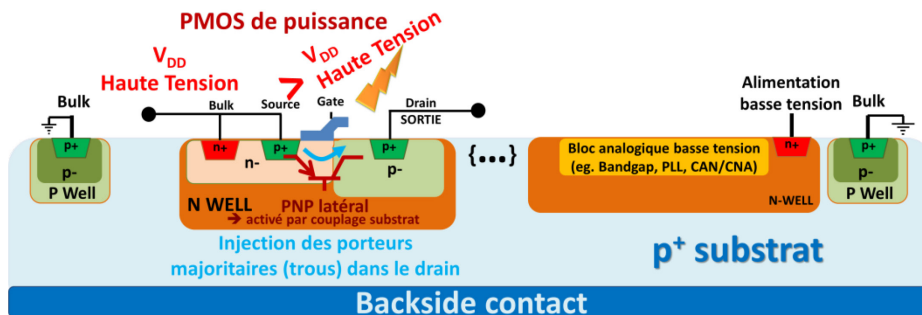 PMOS de puissance
V_DD
Haute Tension
V_DD
Haute Tension
Bulk
Bulk
Source
Gate
Drain
SORTIE
Alimentation
basse tension
Bulk
p+
p-
P Well
n+
n-
p+
p+
p-
N WELL
PNP latéral
➔ activé par couplage substrat
{...}
Bloc analogique basse tension
(eg. Bandgap, PLL, CAN/CNA)
n+
N-WELL
p+
p-
P Well
Injection des porteurs
majoritaires (trous) dans le drain
p⁺ substrat
Backside contact